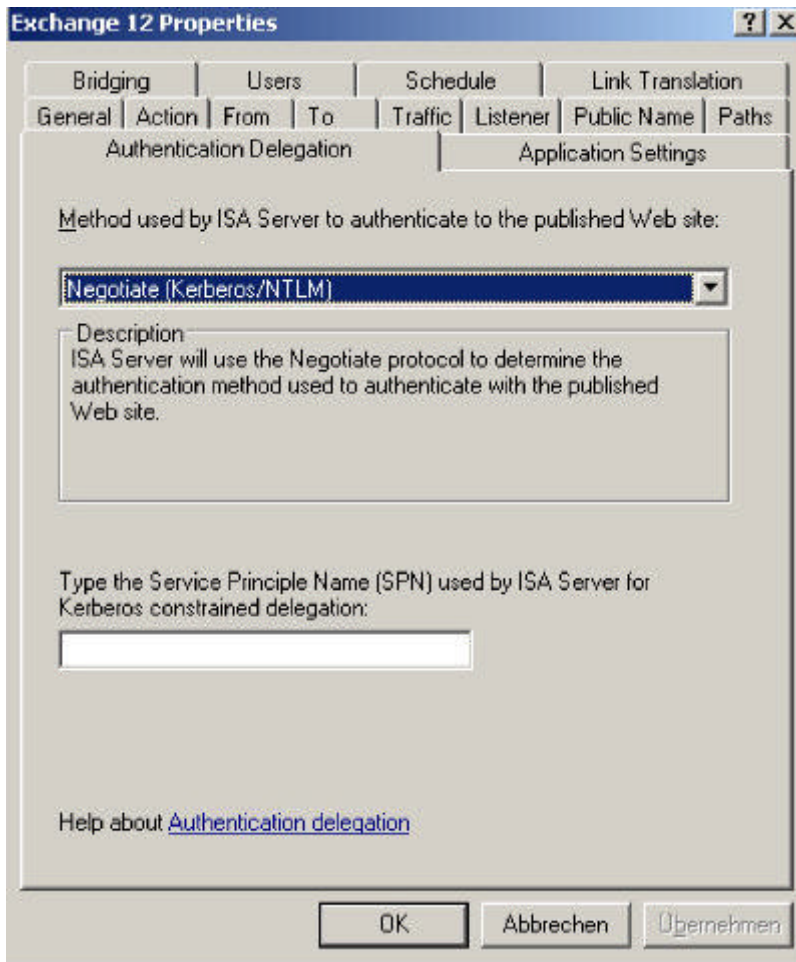 Exchange 12 Properties
Bridging Users Schedule Link Translation
General Action From To Traffic Listener Public Name Paths
Authentication Delegation Application Settings
Method used by ISA Server to authenticate to the published Web site:
Negotiate (Kerberos/NTLM)
Description
ISA Server will use the Negotiate protocol to determine the
authentication method used to authenticate with the published
Web site.
Type the Service Principle Name (SPN) used by ISA Server for
Kerberos constrained delegation:
Help about Authentication delegation
OK Abbrechen Übernehmen